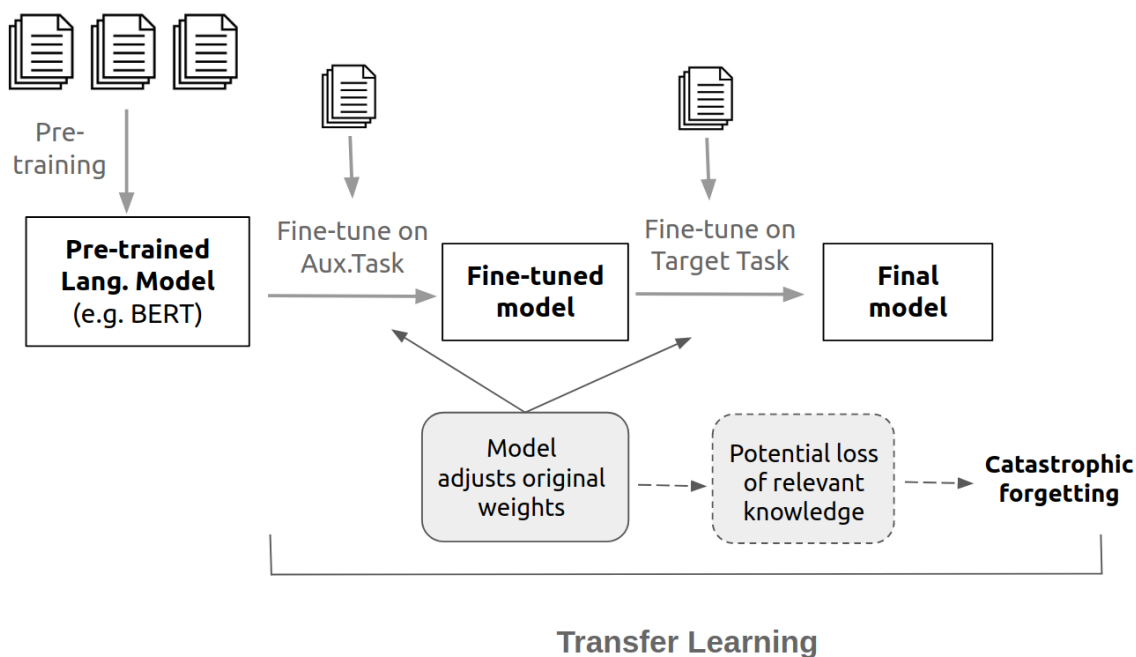 Pre-
training
Pre-trained
Lang. Model
(e.g. BERT)
Fine-tune on
Aux.Task
Fine-tuned
model
Fine-tune on
Target Task
Final
model
Model
adjusts original
weights
Potential loss
of relevant
knowledge
Catastrophic
forgetting
Transfer Learning